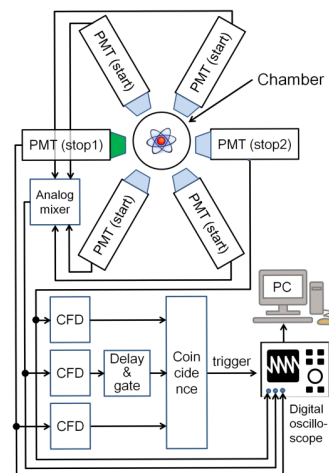 PMT (start)
PMT (start)
Chamber
PMT (stop1)
PMT (stop2)
Analog
mixer
PMT (start)
PMT (start)
PC
CFD
Delay
& gate
CFD
Coin
cide
nce
trigger
CFD
Digital
oscillo-
scope